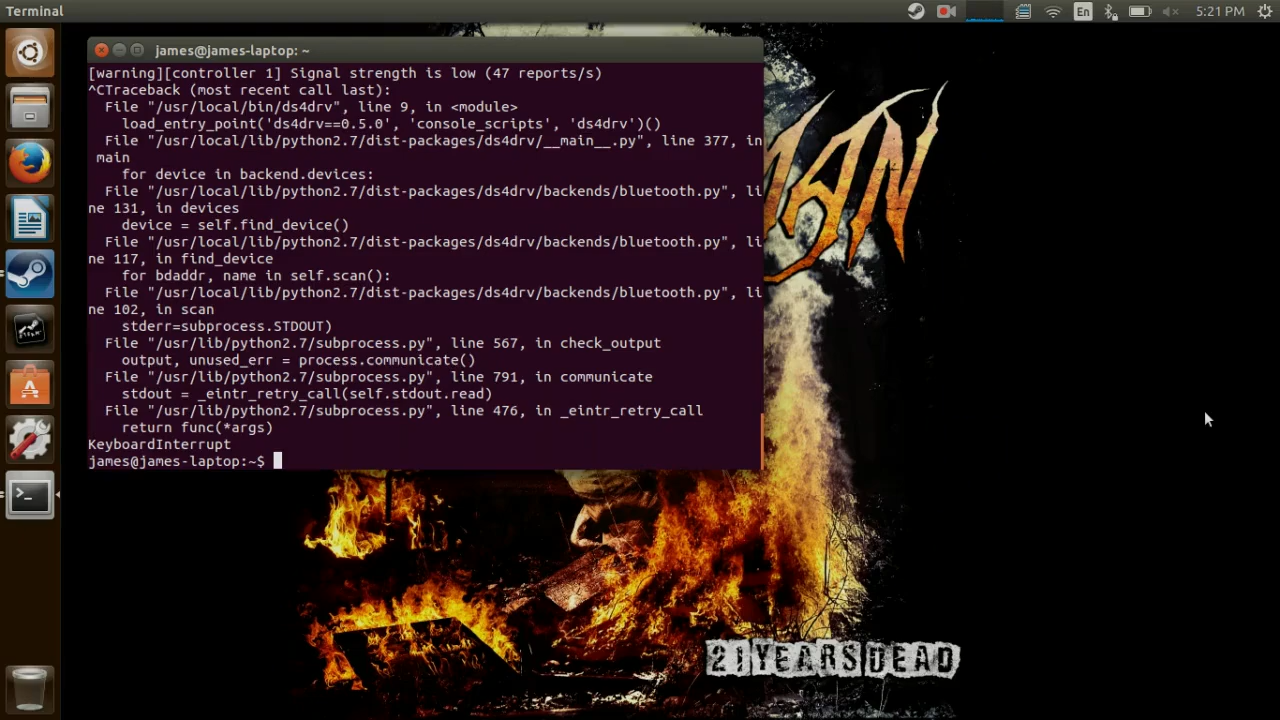 Terminal
En
5:21 PM
james@james-laptop: ~
[warning][controller 1] Signal strength is low (47 reports/s)
^CTraceback (most recent call last):
  File "/usr/local/bin/ds4drv", line 9, in <module>
    load_entry_point('ds4drv==0.5.0', 'console_scripts', 'ds4drv')()
  File "/usr/local/lib/python2.7/dist-packages/ds4drv/__main__.py", line 377, in
 main
    for device in backend.devices:
  File "/usr/local/lib/python2.7/dist-packages/ds4drv/backends/bluetooth.py", li
ne 131, in devices
    device = self.find_device()
  File "/usr/local/lib/python2.7/dist-packages/ds4drv/backends/bluetooth.py", li
ne 117, in find_device
    for bdaddr, name in self.scan():
  File "/usr/local/lib/python2.7/dist-packages/ds4drv/backends/bluetooth.py", li
ne 102, in scan
    stderr=subprocess.STDOUT)
  File "/usr/lib/python2.7/subprocess.py", line 567, in check_output
    output, unused_err = process.communicate()
  File "/usr/lib/python2.7/subprocess.py", line 791, in communicate
    stdout = _eintr_retry_call(self.stdout.read)
  File "/usr/lib/python2.7/subprocess.py", line 476, in _eintr_retry_call
    return func(*args)
KeyboardInterrupt
james@james-laptop:~$
MAN
21 YEARS DEAD